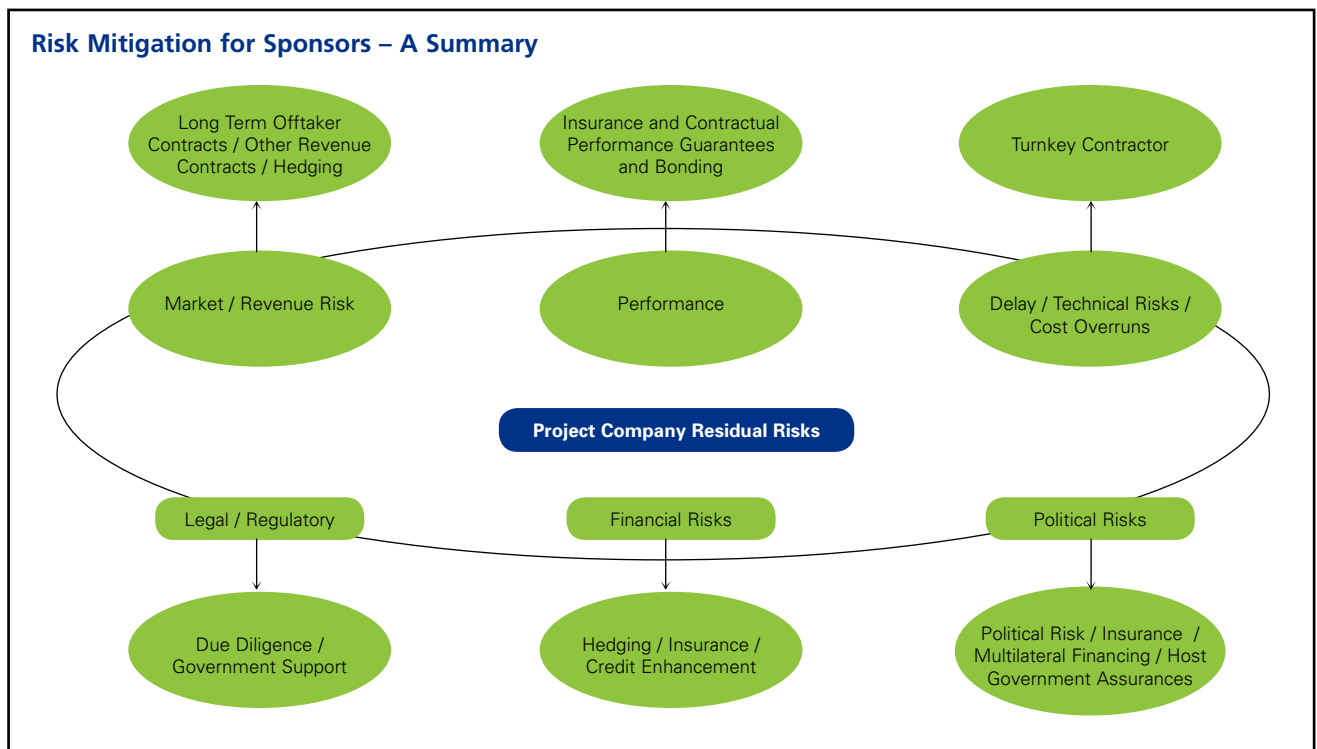 Risk Mitigation for Sponsors – A Summary
Long Term Offtaker
Contracts / Other Revenue
Contracts / Hedging
Insurance and Contractual
Performance Guarantees
and Bonding
Turnkey Contractor
Market / Revenue Risk
Performance
Delay / Technical Risks /
Cost Overruns
Project Company Residual Risks
Legal / Regulatory
Financial Risks
Political Risks
Due Diligence /
Government Support
Hedging / Insurance /
Credit Enhancement
Political Risk / Insurance /
Multilateral Financing / Host
Government Assurances